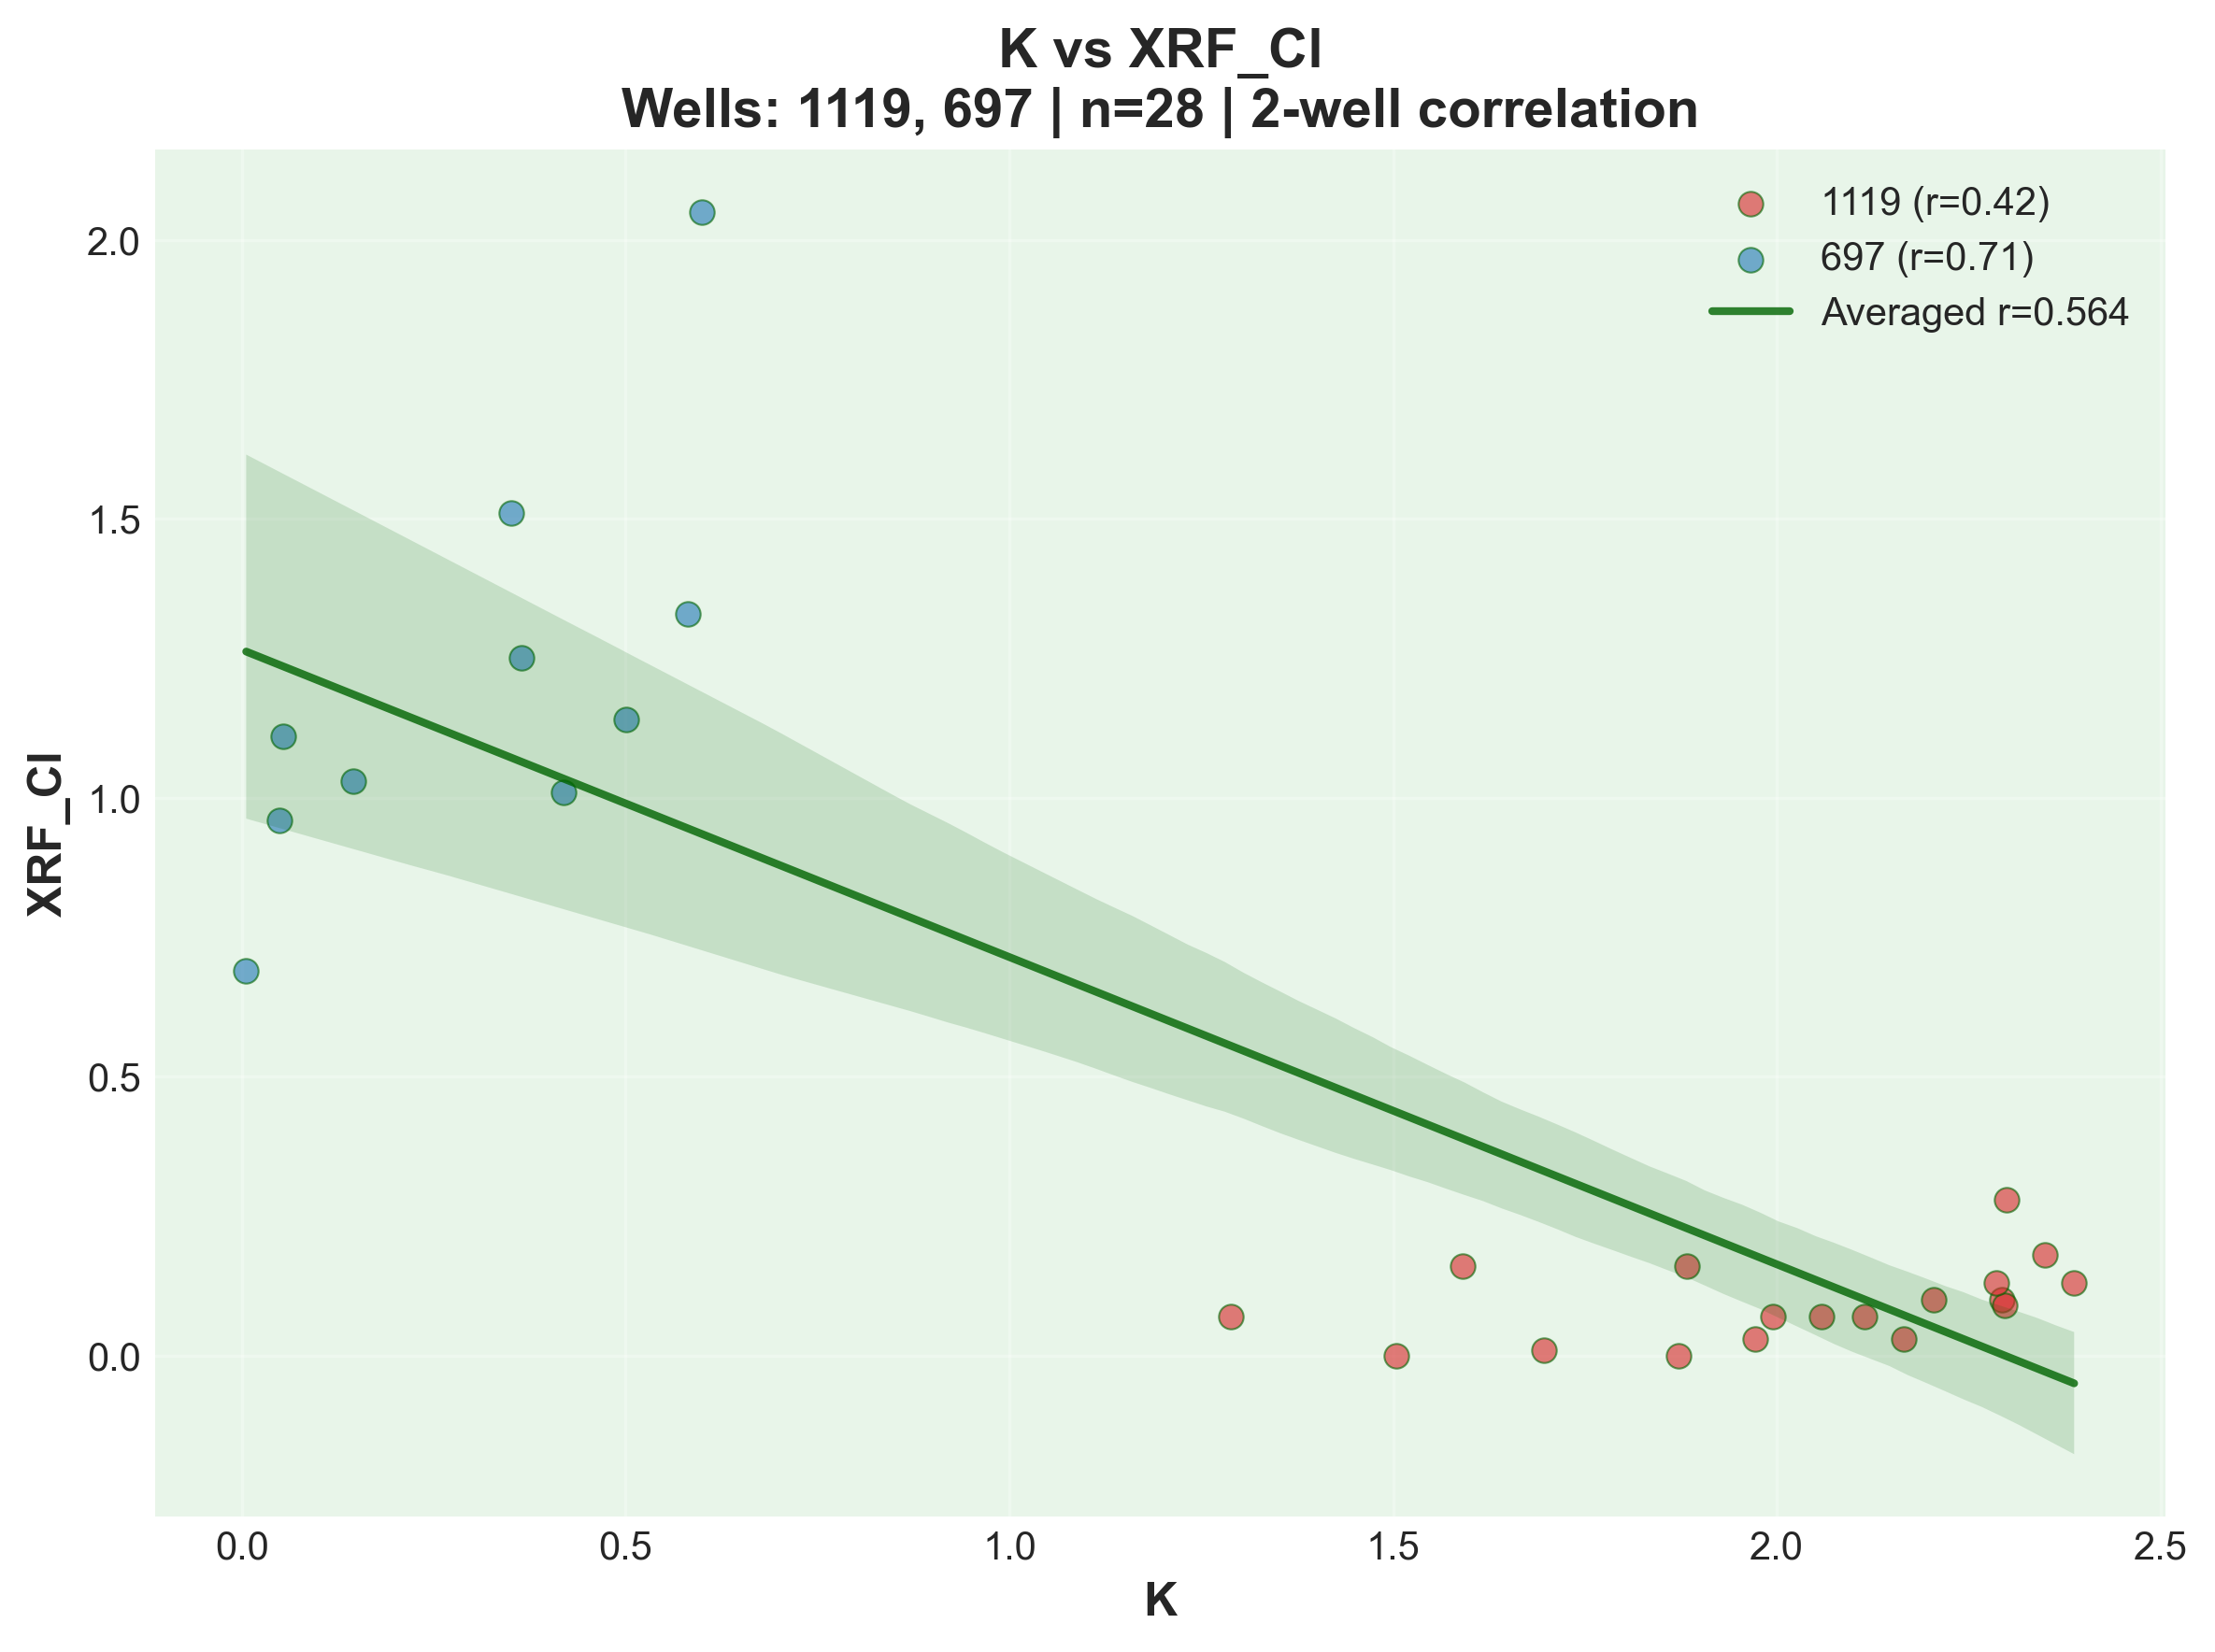 K vs XRF_Cl
Wells: 1119, 697 | n=28 | 2-well correlation
1119 (r=0.42)
697 (r=0.71)
Averaged r=0.564
2.0
1.5
1.0
0.5
0.0
XRF_Cl
0.0 0.5 1.0 1.5 2.0 2.5
K